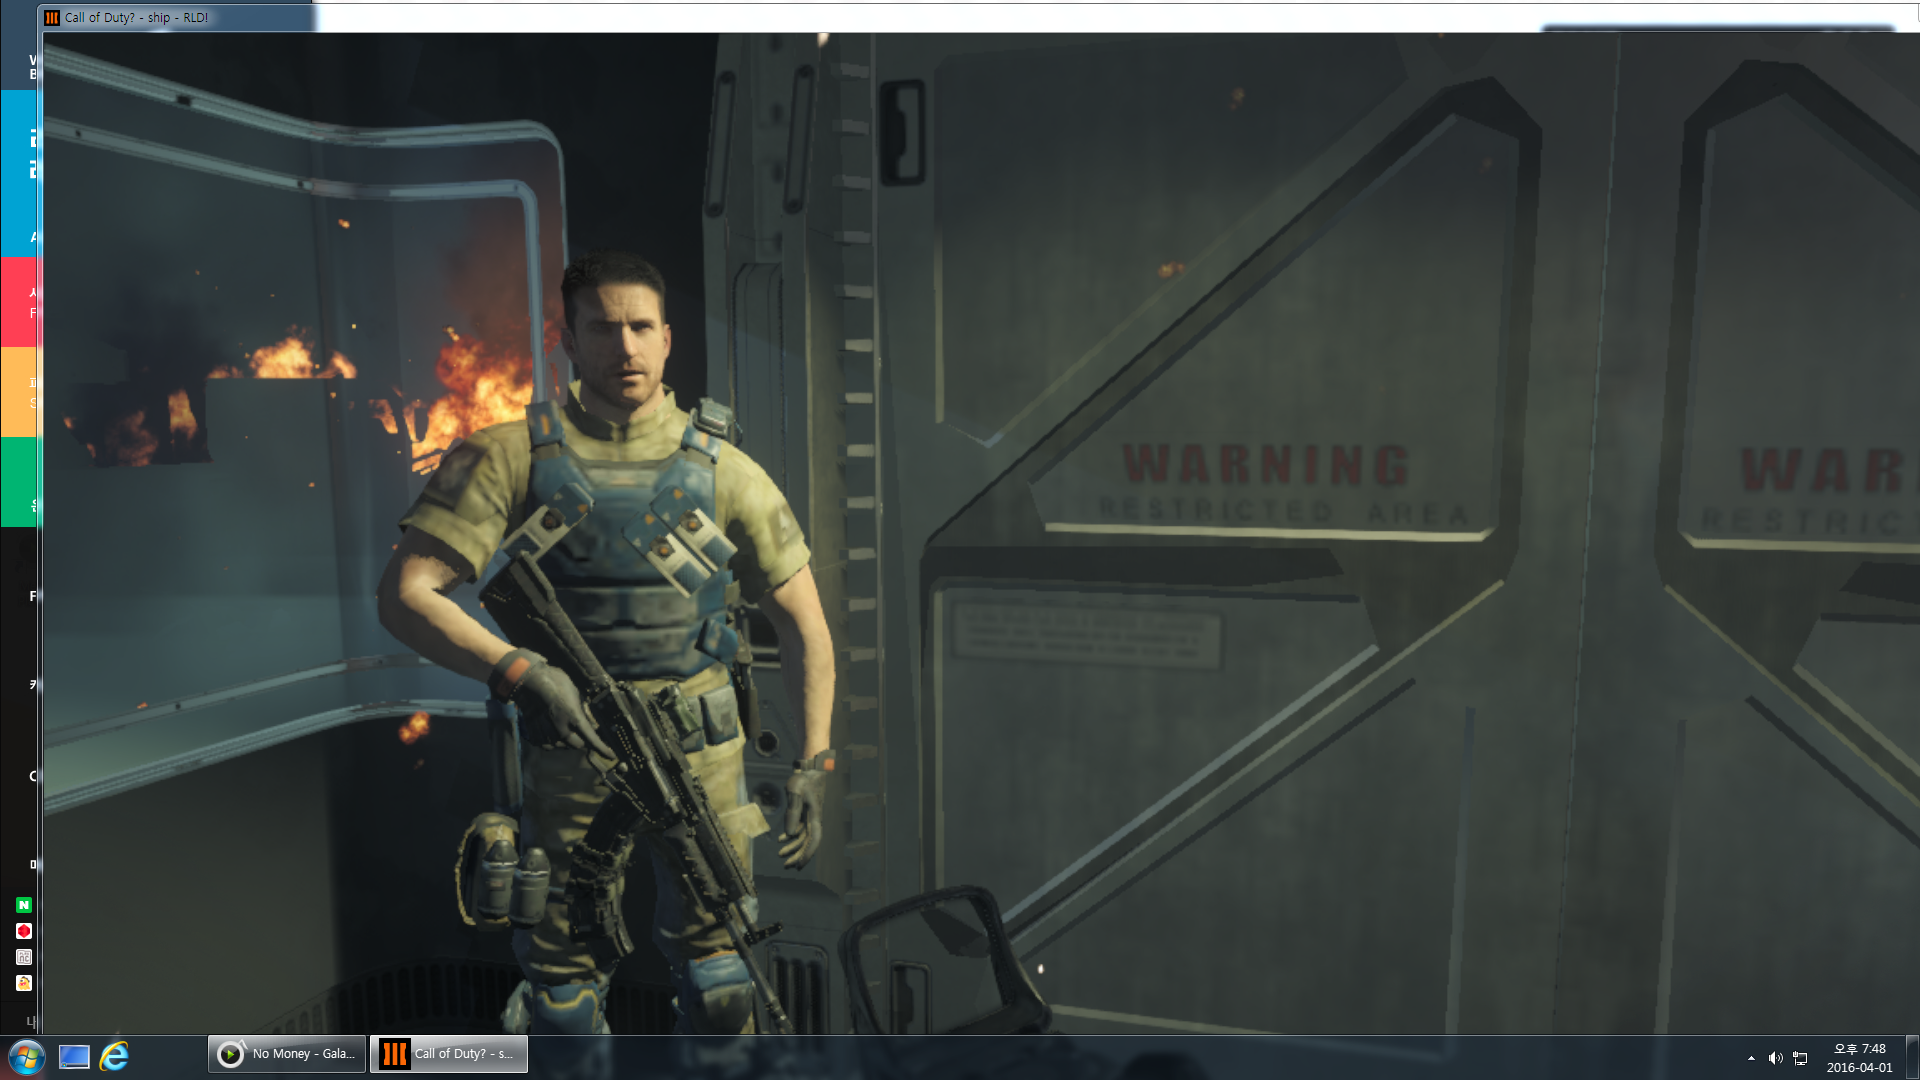 Call of Duty? - ship - RLD!
W
B
A
F
S
F
C
WARNING
RESTRICTED AREA
WAR
RESTRIC
N
nc
No Money - Gala...
Call of Duty? - s...
오후 7:48
2016-04-01